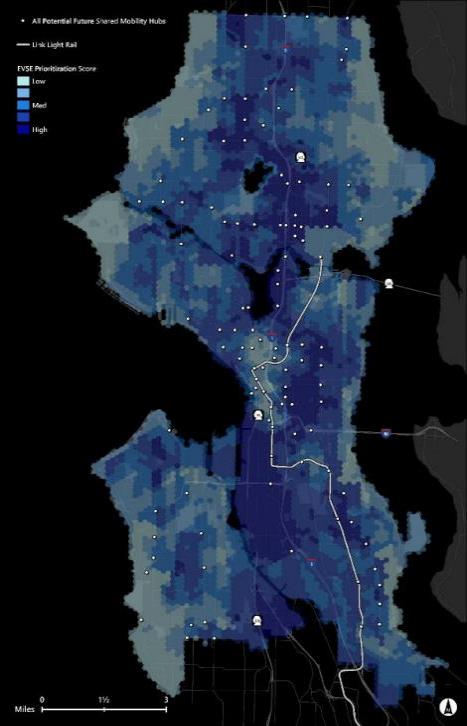 All Potential Future Shared Mobility Hubs
Link Light Rail
EVSE Prioritization Score
Low
Med
High
Miles
0 1½ 3